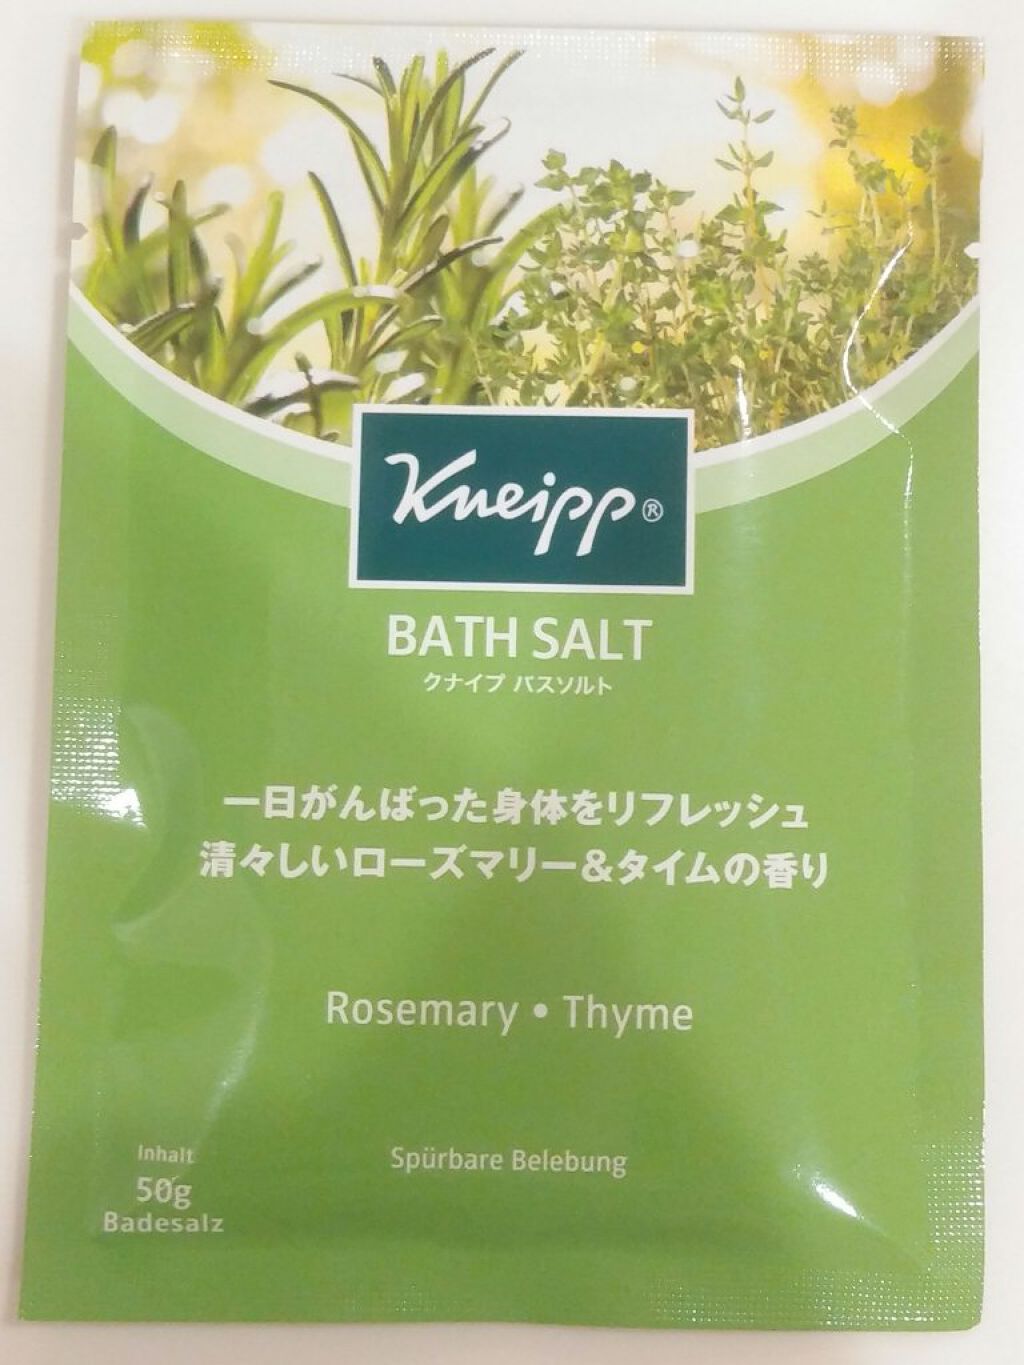 Kneipp®
BATH SALT
クナイプ バスソルト
一日がんばった身体をリフレッシュ
清々しいローズマリー&タイムの香り
Rosemary • Thyme
Spürbare Belebung
Inhalt
50g
Badesalz